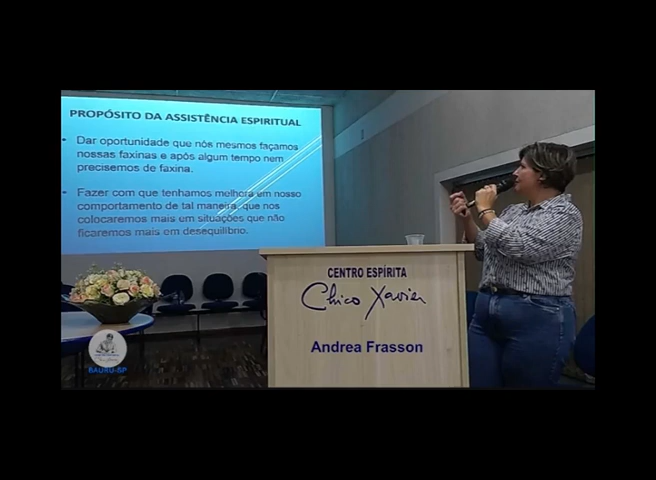 PROPÓSITO DA ASSISTÊNCIA ESPIRITUAL
• Dar oportunidade que nós mesmos façamos
nossas faxinas e após algum tempo nem
precisemos de faxina.
• Fazer com que tenhamos melhora em nosso
comportamento de tal maneira, que nos
colocaremos mais em situações que não
ficaremos mais em desequilíbrio.
CENTRO ESPÍRITA
Chico Xavier
Andrea Frasson
BAURU-SP